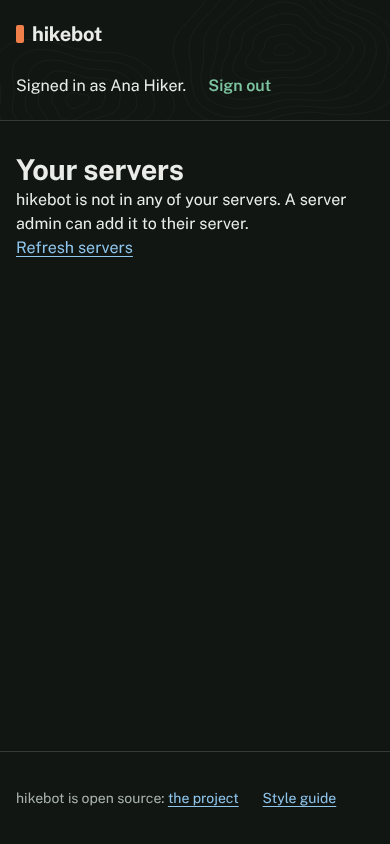 hikebot
Signed in as Ana Hiker. Sign out
Your servers
hikebot is not in any of your servers. A server
admin can add it to their server.
Refresh servers
hikebot is open source: the project Style guide